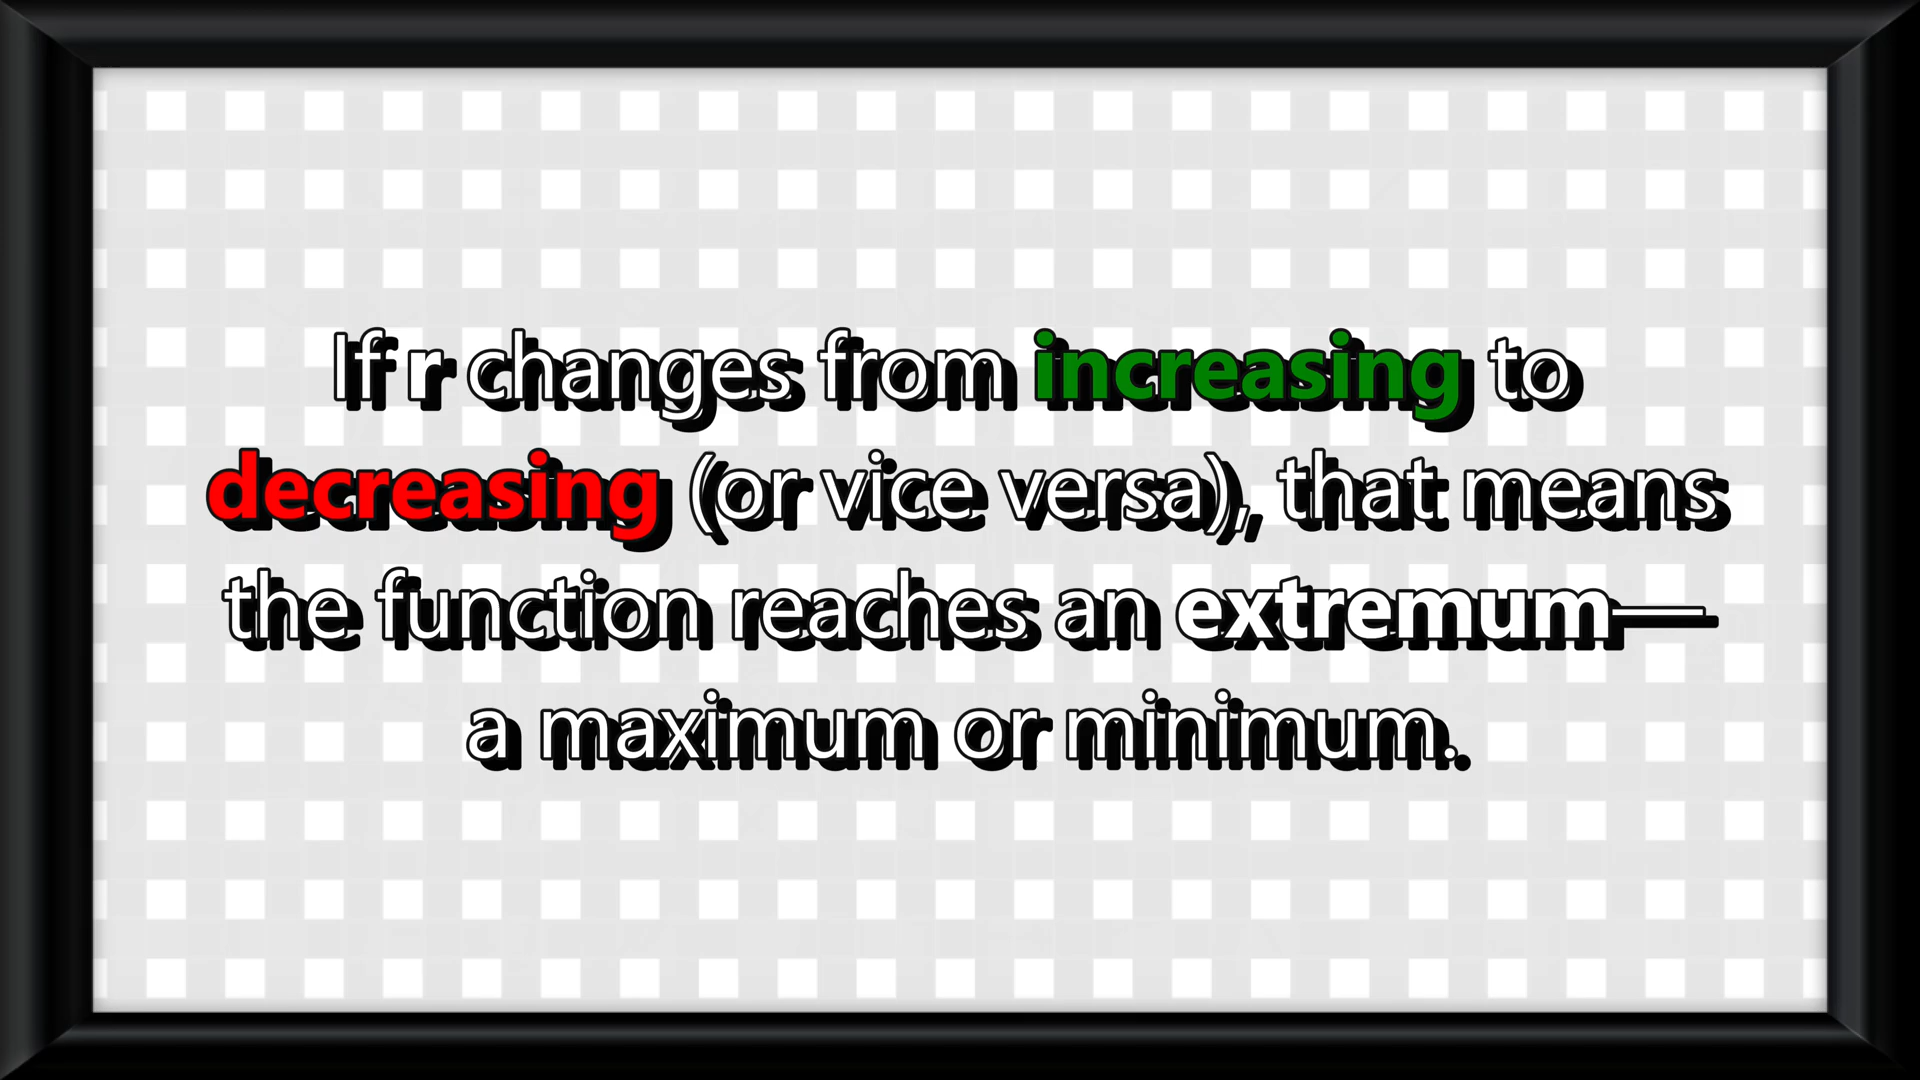 If r changes from increasing to
decreasing (or vice versa), that means
the function reaches an extremum—
a maximum or minimum.